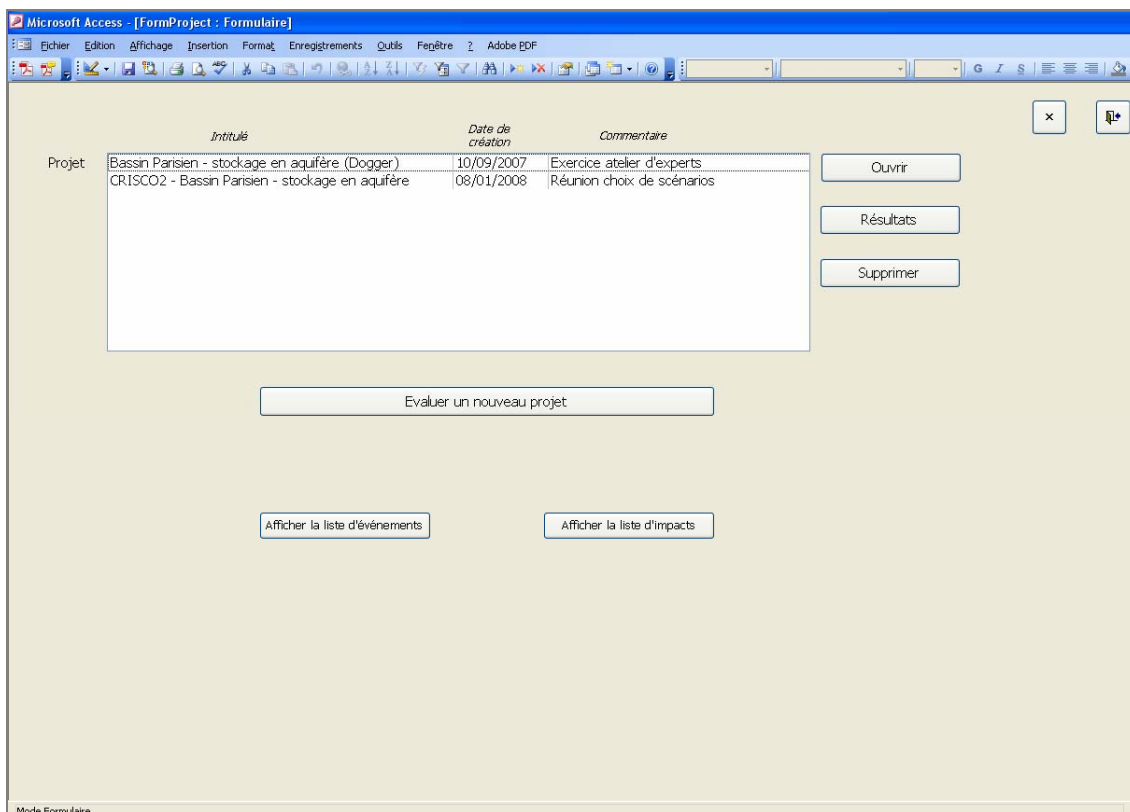 Microsoft Access - [FormProject : Formulaire]
Fichier Edition Affichage Insertion Format Enregistrements Outils Fenêtre ? Adobe PDF
G I S
Intitulé Date de création Commentaire
Projet Bassin Parisien - stockage en aquifère (Dogger) 10/09/2007 Exercice atelier d'experts
CRISCO2 - Bassin Parisien - stockage en aquifère 08/01/2008 Réunion choix de scénarios
Ouvrir
Résultats
Supprimer
Evaluer un nouveau projet
Afficher la liste d'événements Afficher la liste d'impacts
Mode Formulaire